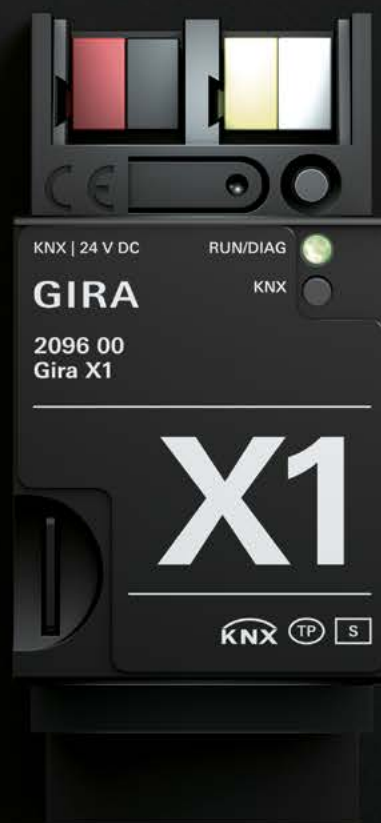 CE
KNX | 24 V DC RUN/DIAG
GIRA KNX
2096 00
Gira X1
X1
KNX TP S